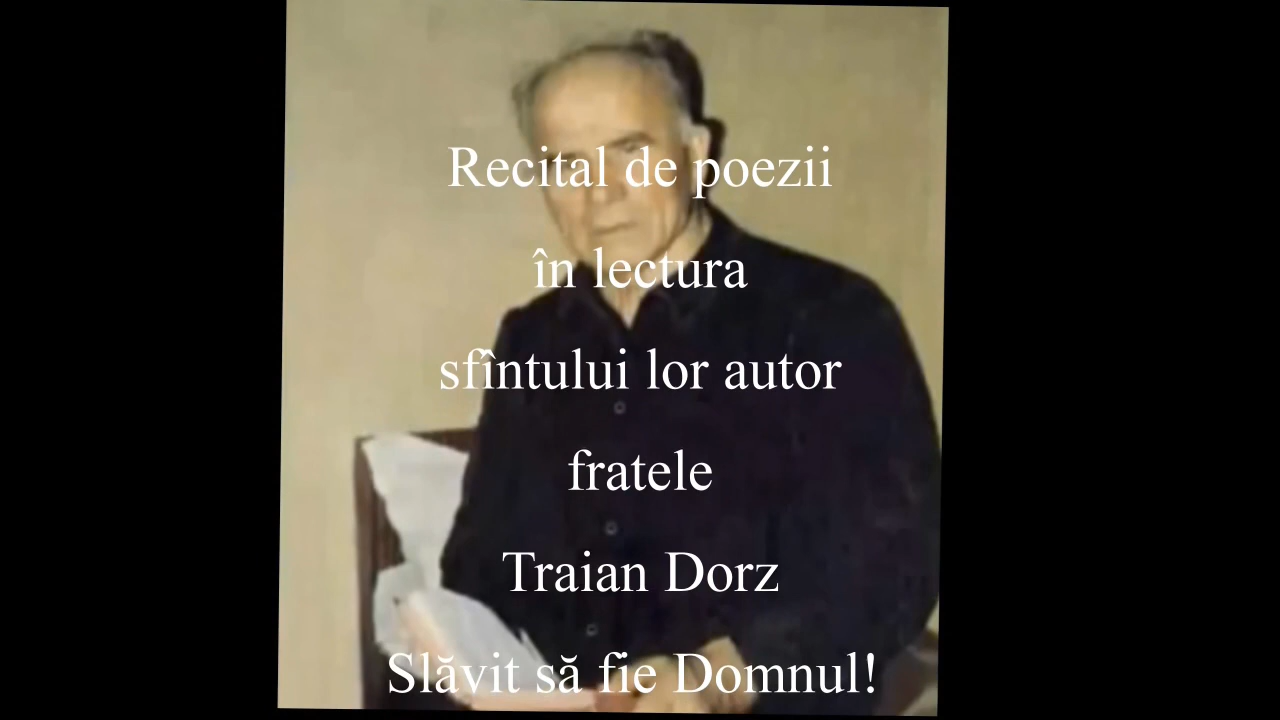 Recital de poezii
în lectura
sfîntului lor autor
fratele
Traian Dorz
Slăvit să fie Domnul!